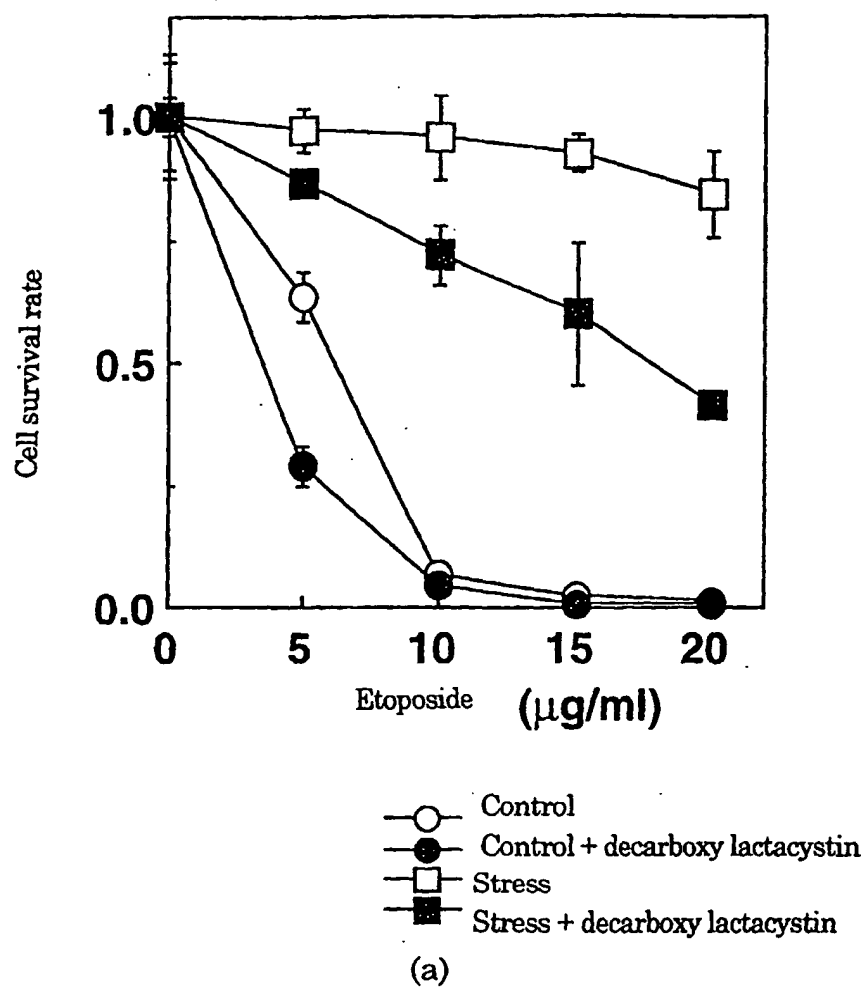 1.0
0.5
0.0
Cell survival rate
0 5 10 15 20
Etoposide (μg/ml)
Control
Control + decarboxy lactacystin
Stress
Stress + decarboxy lactacystin
(a)